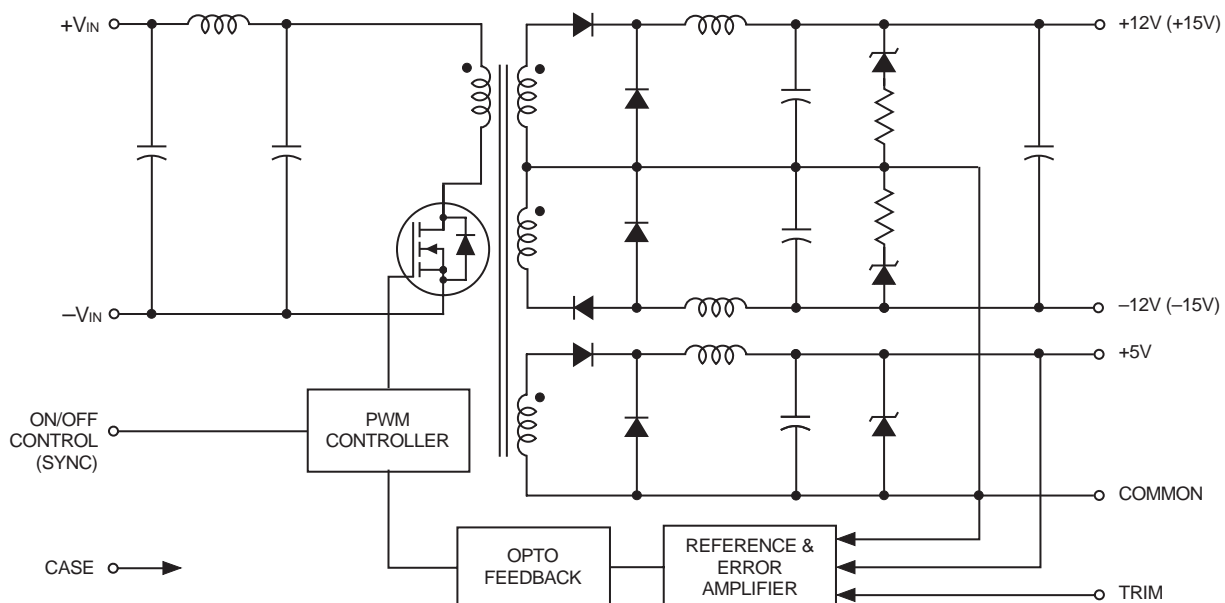 +VIN
+12V (+15V)
–VIN
–12V (–15V)
+5V
ON/OFF
CONTROL
(SYNC)
PWM
CONTROLLER
COMMON
CASE
OPTO
FEEDBACK
REFERENCE &
ERROR
AMPLIFIER
TRIM